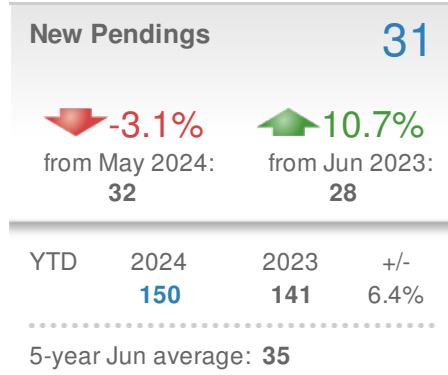 New Pendings 31
-3.1% 10.7%
from May 2024: from Jun 2023:
32 28
YTD 2024 2023 +/-
150 141 6.4%
5-year Jun average: 35